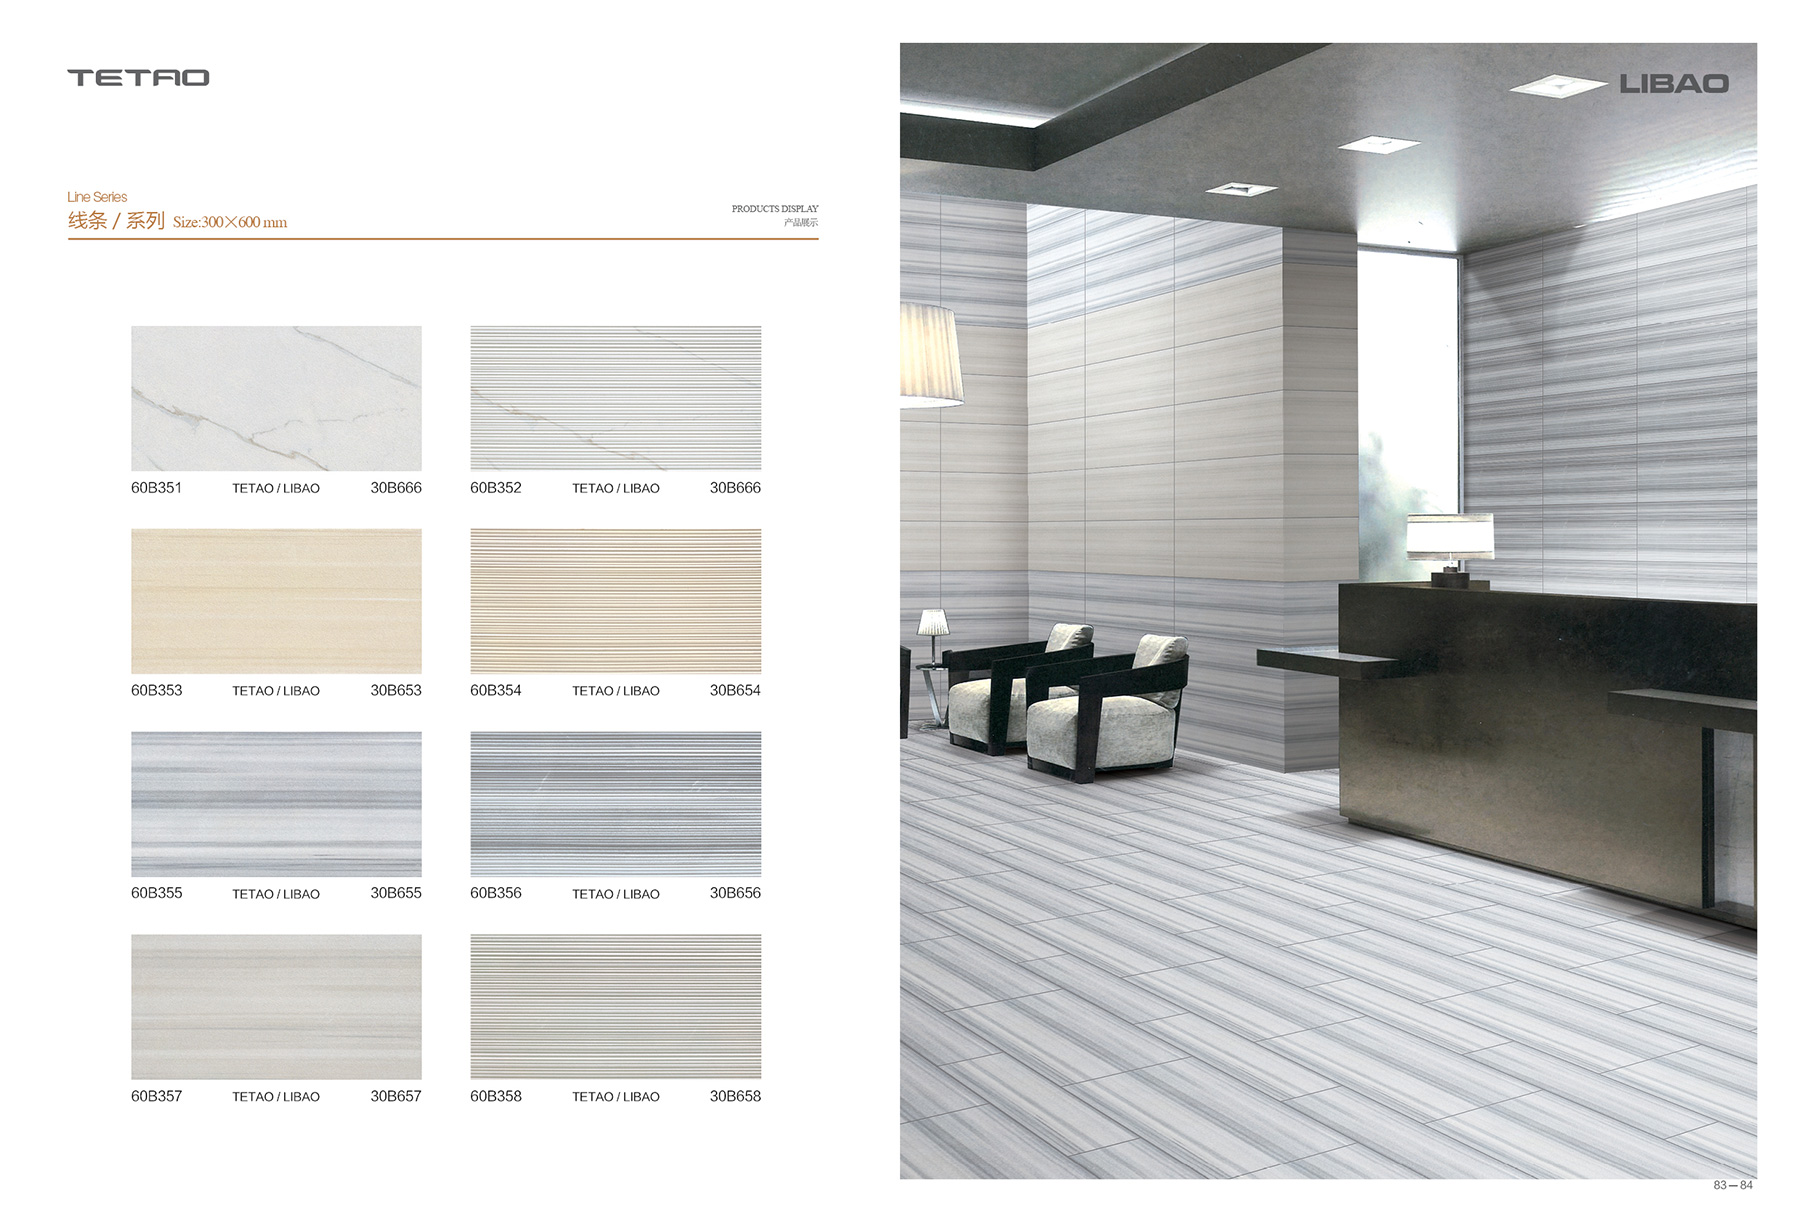 TETAO
LIBAO
Line Series
线条 / 系列 Size:300×600 mm
PRODUCTS DISPLAY
产品展示
60B351 TETAO / LIBAO 30B666
60B352 TETAO / LIBAO 30B666
60B353 TETAO / LIBAO 30B653
60B354 TETAO / LIBAO 30B654
60B355 TETAO / LIBAO 30B655
60B356 TETAO / LIBAO 30B656
60B357 TETAO / LIBAO 30B657
60B358 TETAO / LIBAO 30B658
83—84